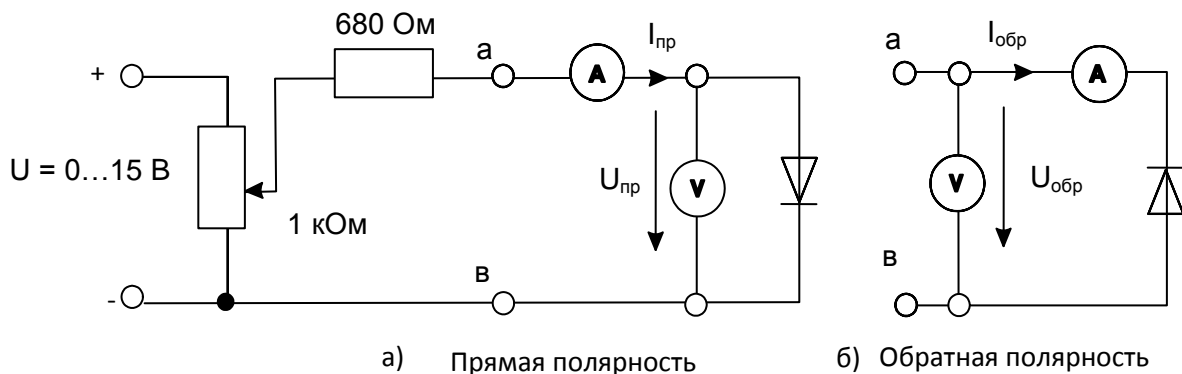 680 Ом
+
a
A
Iпр
a
Iобр
A
U = 0…15 В
1 кОм
Uпр
V
V
Uобр
-
в
в
а) Прямая полярность
б) Обратная полярность